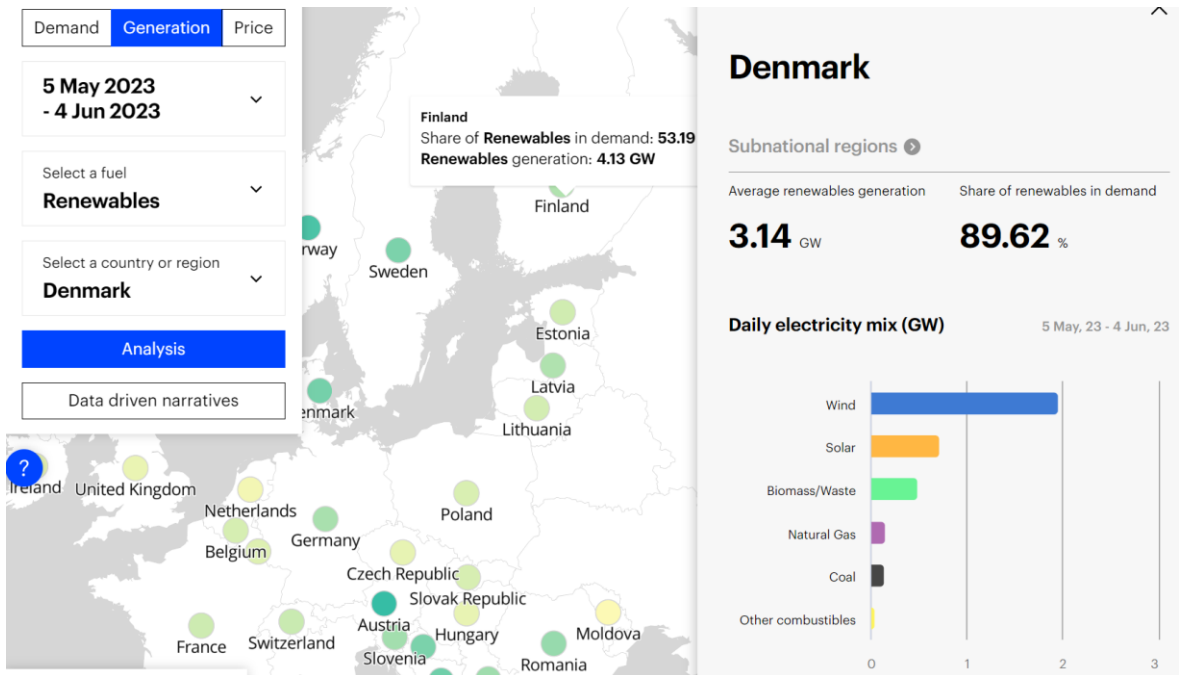 Demand Generation Price
5 May 2023
- 4 Jun 2023
Select a fuel
Renewables
Select a country or region
Denmark
Analysis
Data driven narratives
?
Finland
Share of Renewables in demand: 53.19
Renewables generation: 4.13 GW
Finland
rway
Sweden
Estonia
Latvia
enmark
Lithuania
Ireland
United Kingdom
Netherlands
Poland
Germany
Belgium
Czech Republic
Slovak Republic
Austria
Hungary
Moldova
France
Switzerland
Slovenia
Romania
Denmark
Subnational regions
Average renewables generation
Share of renewables in demand
3.14 GW
89.62 %
Daily electricity mix (GW)
5 May, 23 - 4 Jun, 23
Wind
Solar
Biomass/Waste
Natural Gas
Coal
Other combustibles
0 1 2 3